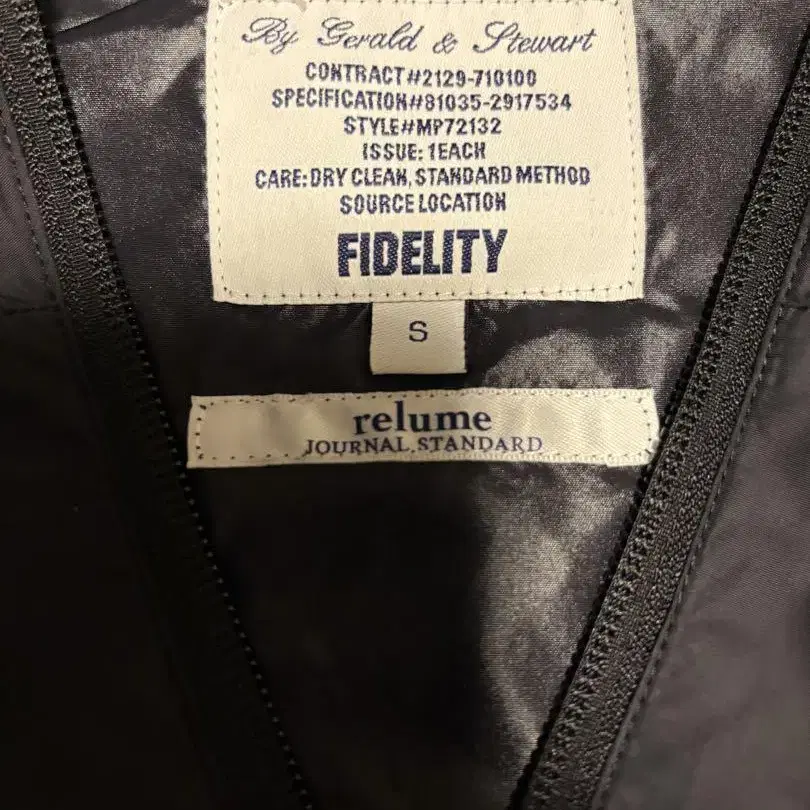 By Gerald & Stewart
CONTRACT#2129-710100
SPECIFICATION#81035-2917534
STYLE#MP72132
ISSUE: 1EACH
CARE: DRY CLEAN, STANDARD METHOD
SOURCE LOCATION
FIDELITY
S
relume
JOURNAL STANDARD